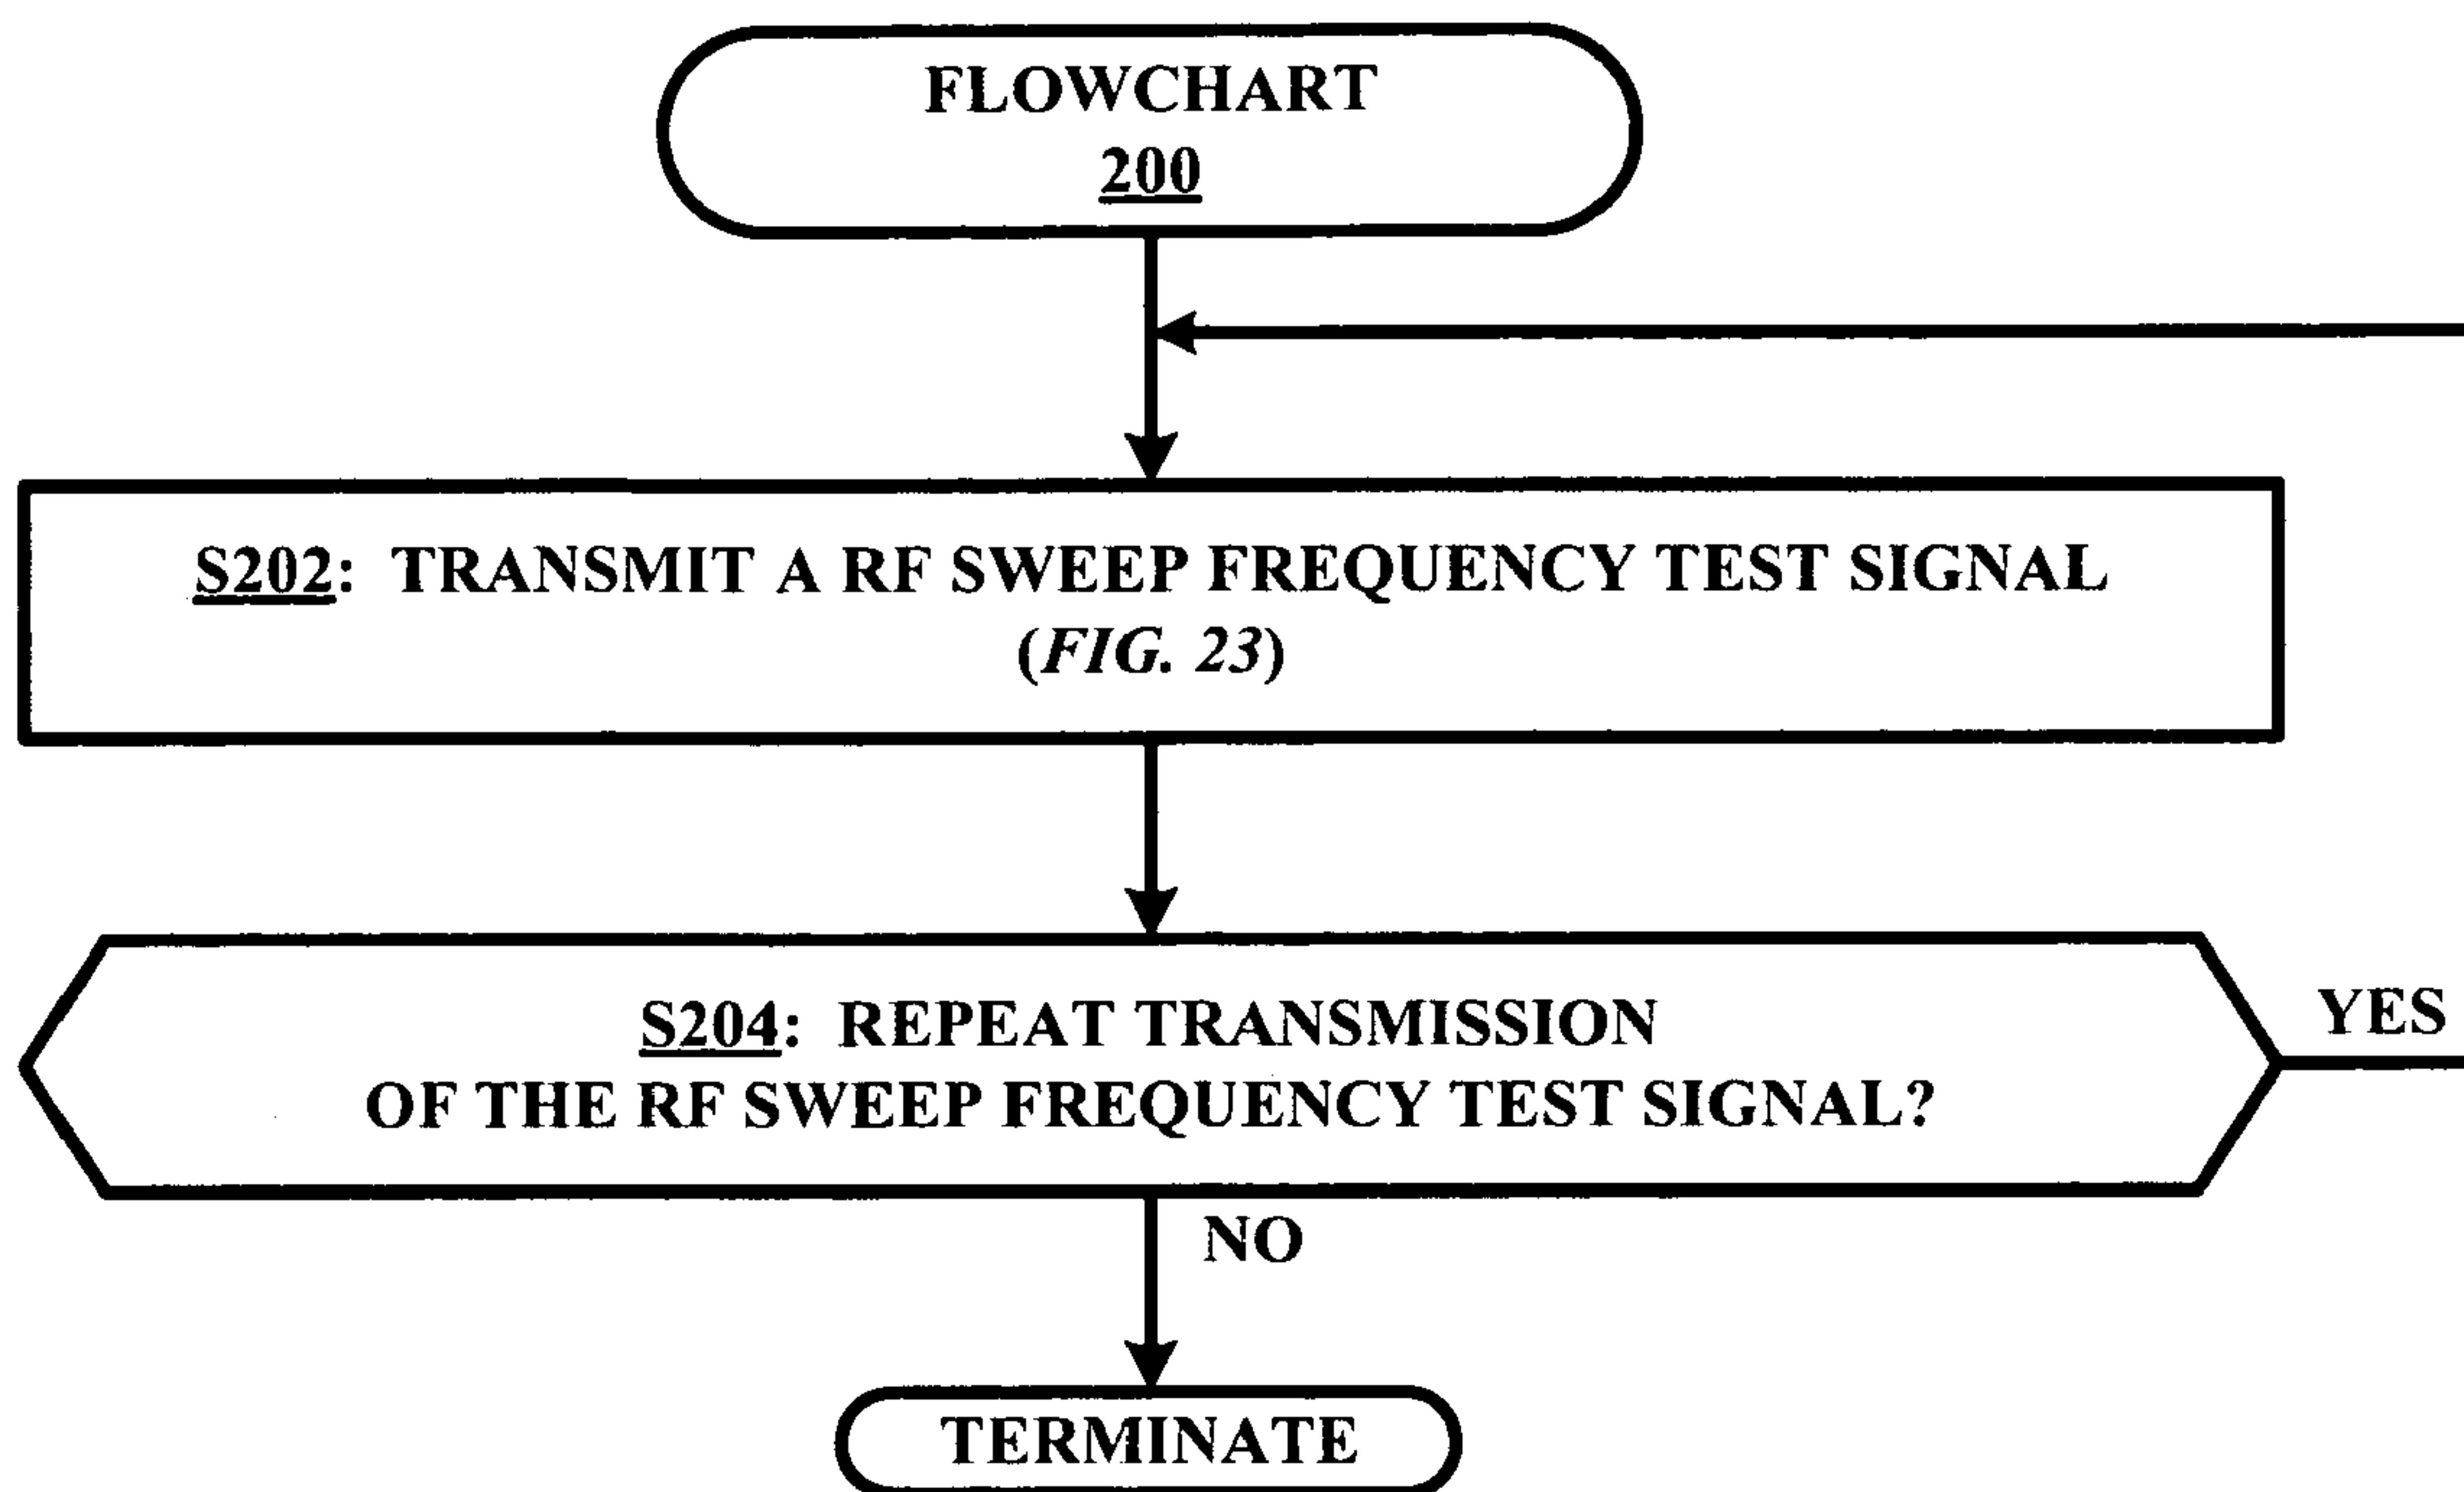 FLOWCHART
200
S202: TRANSMIT A RF SWEEP FREQUENCY TEST SIGNAL
(FIG. 23)
S204: REPEAT TRANSMISSION
OF THE RF SWEEP FREQUENCY TEST SIGNAL?
YES
NO
TERMINATE